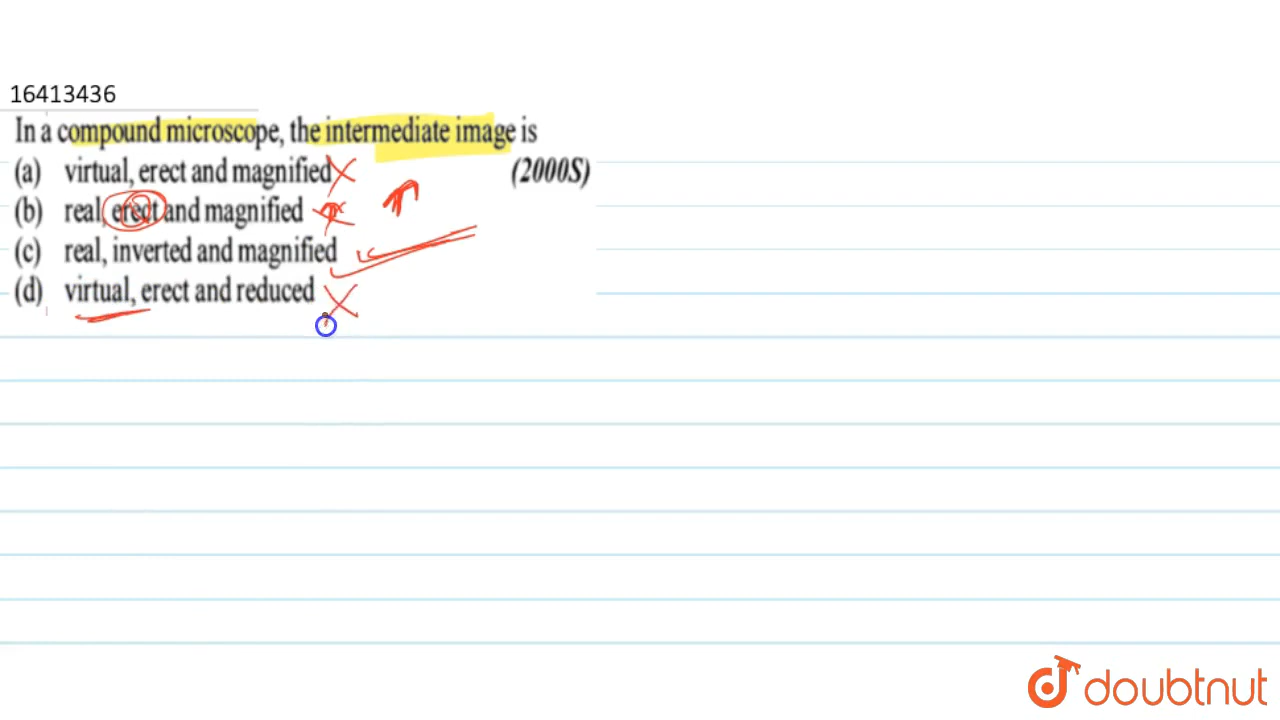 16413436
In a compound microscope, the intermediate image is
(a) virtual, erect and magnified (2000S)
(b) real, erect and magnified
(c) real, inverted and magnified
(d) virtual, erect and reduced
doubtnut